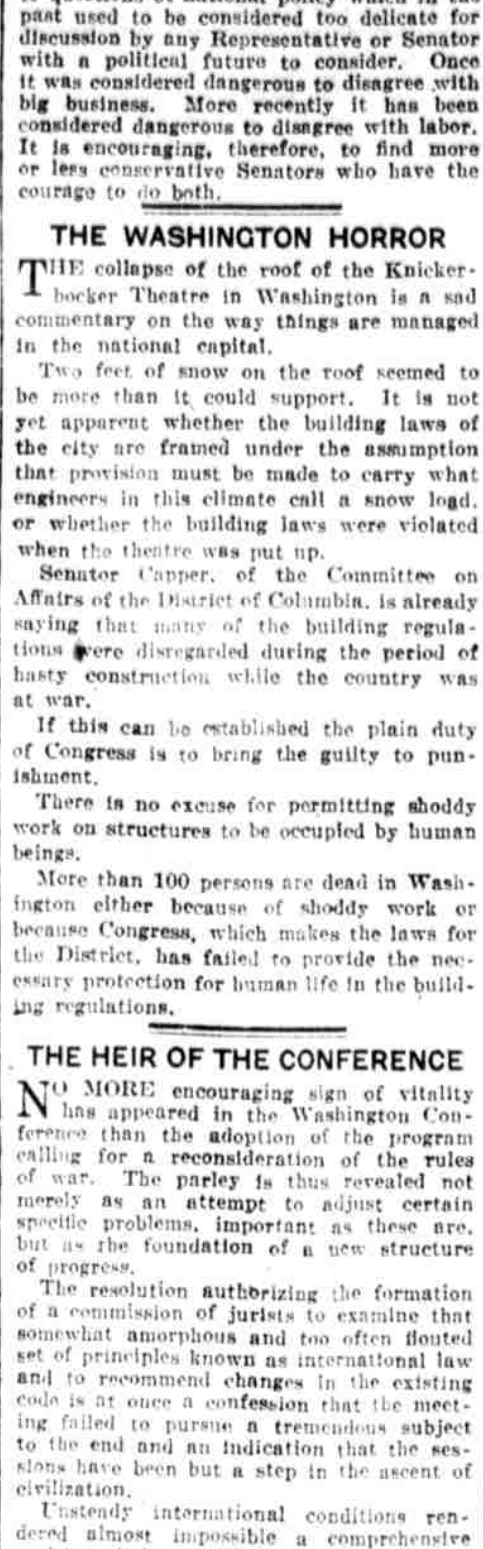 to questions of national policy which in the
past used to be considered too delicate for
discussion by any Representative or Senator
with a political future to consider. Once
it was considered dangerous to disagree with
big business. More recently it has been
considered dangerous to disagree with labor.
It is encouraging, therefore, to find more
or less conservative Senators who have the
courage to do both.
THE WASHINGTON HORROR
THE collapse of the roof of the Knicker-
bocker Theatre in Washington is a sad
commentary on the way things are managed
in the national capital.
Two feet of snow on the roof seemed to
be more than it could support. It is not
yet apparent whether the building laws of
the city are framed under the assumption
that provision must be made to carry what
engineers in this climate call a snow load,
or whether the building laws were violated
when the theatre was put up.
Senator Capper, of the Committee on
Affairs of the District of Columbia, is already
saying that many of the building regula-
tions were disregarded during the period of
hasty construction while the country was
at war.
If this can be established the plain duty
of Congress is to bring the guilty to pun-
ishment.
There is no excuse for permitting shoddy
work on structures to be occupied by human
beings.
More than 100 persons are dead in Wash-
ington either because of shoddy work or
because Congress, which makes the laws for
the District, has failed to provide the nec-
essary protection for human life in the build-
ing regulations.
THE HEIR OF THE CONFERENCE
NO MORE encouraging sign of vitality
has appeared in the Washington Con-
ference than the adoption of the program
calling for a reconsideration of the rules
of war. The parley is thus revealed not
merely as an attempt to adjust certain
specific problems, important as these are,
but as the foundation of a new structure
of progress.
The resolution authorizing the formation
of a commission of jurists to examine that
somewhat amorphous and too often flouted
set of principles known as international law
and to recommend changes in the existing
code is at once a confession that the meet-
ing failed to pursue a tremendous subject
to the end and an indication that the ses-
sions have been but a step in the ascent of
civilization.
Unsteady international conditions ren-
dered almost impossible a comprehensive